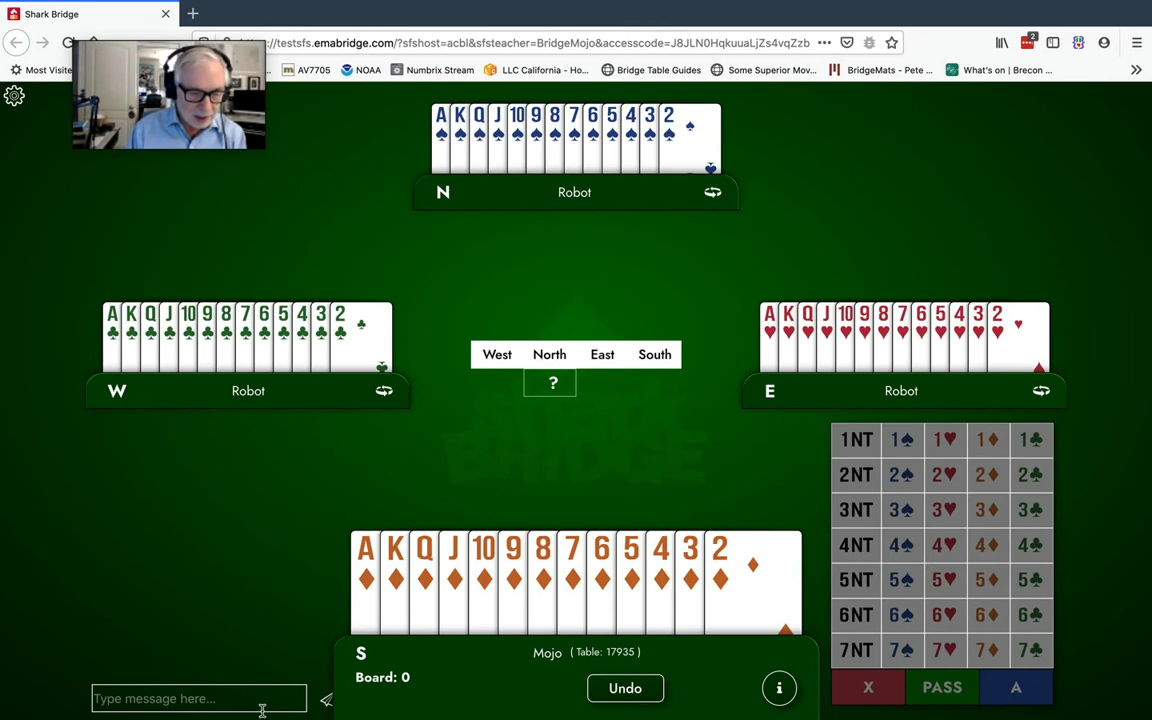 Shark Bridge
https://testsfs.emabridge.com/?sfshost=acbl&sfsteacher=BridgeMojo&accesscode=J8JLN0HqkuuaLjZs4vqZzb
2
Most Visite
AV7705
NOAA
Numbrix Stream
LLC California - Ho...
Bridge Table Guides
Some Superior Mov...
BridgeMats - Pete ...
What's on | Brecon ...
A K Q J 10 9 8 7 6 5 4 3 2
N Robot
A K Q J 10 9 8 7 6 5 4 3 2
W Robot
West North East South
?
A K Q J 10 9 8 7 6 5 4 3 2
E Robot
SHARK
BRIDGE
1NT 1♠ 1♥ 1♦ 1♣
2NT 2♠ 2♥ 2♦ 2♣
3NT 3♠ 3♥ 3♦ 3♣
4NT 4♠ 4♥ 4♦ 4♣
5NT 5♠ 5♥ 5♦ 5♣
6NT 6♠ 6♥ 6♦ 6♣
7NT 7♠ 7♥ 7♦ 7♣
X PASS A
A K Q J 10 9 8 7 6 5 4 3 2
S Mojo ( Table: 17935 )
Board: 0
Undo
i
Type message here...